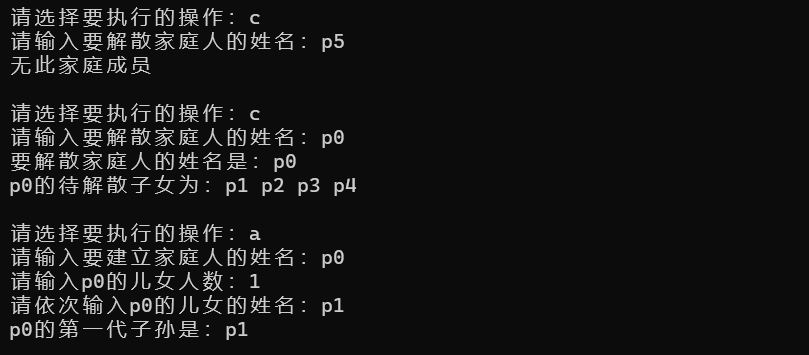 请选择要执行的操作: c
请输入要解散家庭人的姓名: p5
无此家庭成员
请选择要执行的操作: c
请输入要解散家庭人的姓名: p0
要解散家庭人的姓名是: p0
p0的待解散子女为: p1 p2 p3 p4
请选择要执行的操作: a
请输入要建立家庭人的姓名: p0
请输入p0的儿女人数: 1
请依次输入p0的儿女的姓名: p1
p0的第一代子孙是: p1